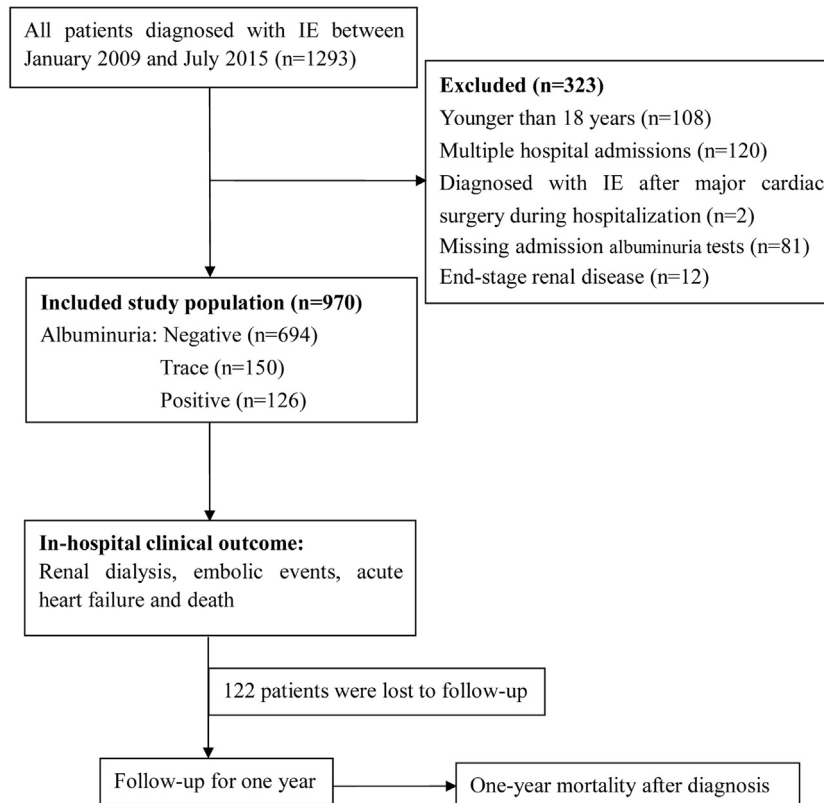 All patients diagnosed with IE between
January 2009 and July 2015 (n=1293)
Excluded (n=323)
Younger than 18 years (n=108)
Multiple hospital admissions (n=120)
Diagnosed with IE after major cardiac
surgery during hospitalization (n=2)
Missing admission albuminuria tests (n=81)
End-stage renal disease (n=12)
Included study population (n=970)
Albuminuria: Negative (n=694)
Trace (n=150)
Positive (n=126)
In-hospital clinical outcome:
Renal dialysis, embolic events, acute
heart failure and death
122 patients were lost to follow-up
Follow-up for one year
One-year mortality after diagnosis